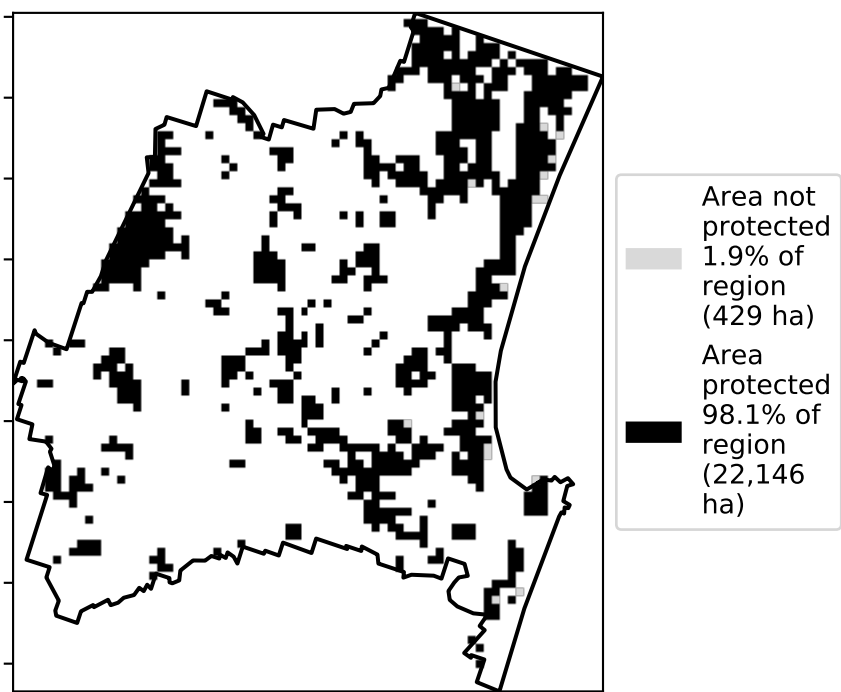 Area not
protected
1.9% of
region
(429 ha)
Area
protected
98.1% of
region
(22,146
ha)